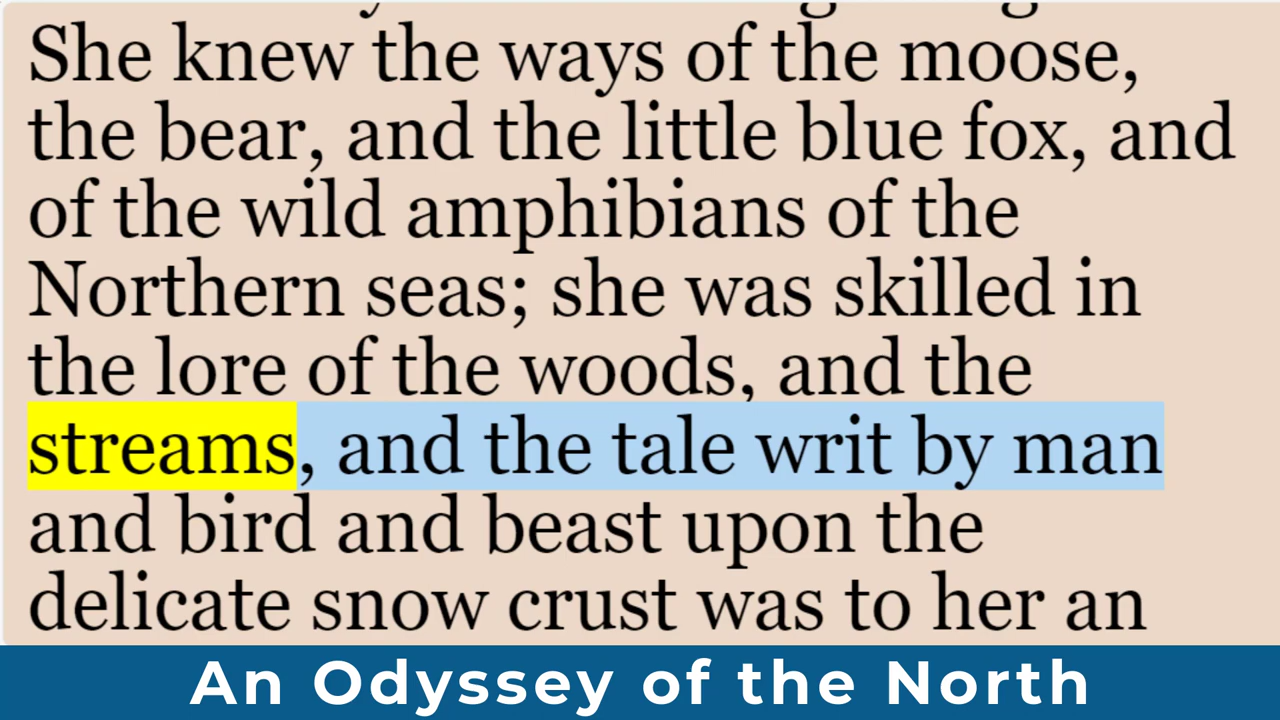 She knew the ways of the moose,
the bear, and the little blue fox, and
of the wild amphibians of the
Northern seas; she was skilled in
the lore of the woods, and the
streams, and the tale writ by man
and bird and beast upon the
delicate snow crust was to her an
An Odyssey of the North